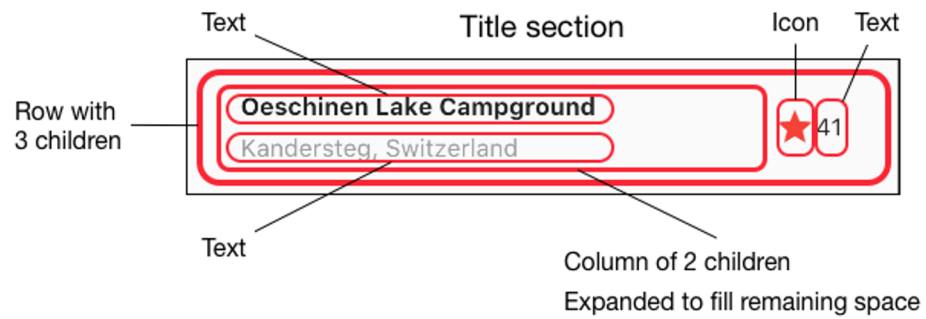 Text
Title section
Icon
Text
Row with
3 children
Oeschinen Lake Campground
Kandersteg, Switzerland
41
Text
Column of 2 children
Expanded to fill remaining space